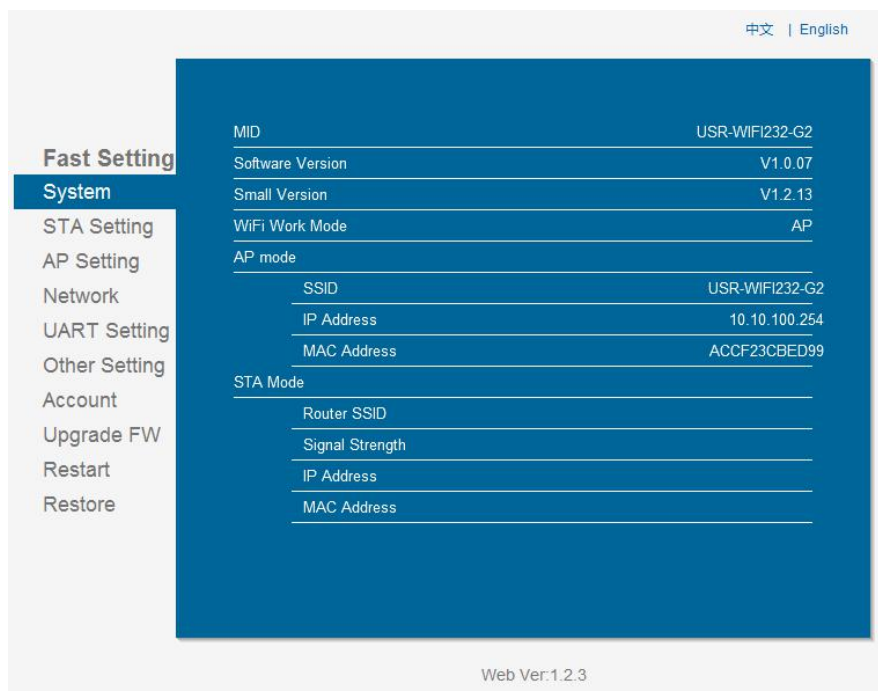 中文 | English
Fast Setting
System
STA Setting
AP Setting
Network
UART Setting
Other Setting
Account
Upgrade FW
Restart
Restore
MID USR-WIFI232-G2
Software Version V1.0.07
Small Version V1.2.13
WiFi Work Mode AP
AP mode
SSID USR-WIFI232-G2
IP Address 10.10.100.254
MAC Address ACCF23CBED99
STA Mode
Router SSID
Signal Strength
IP Address
MAC Address
Web Ver:1.2.3